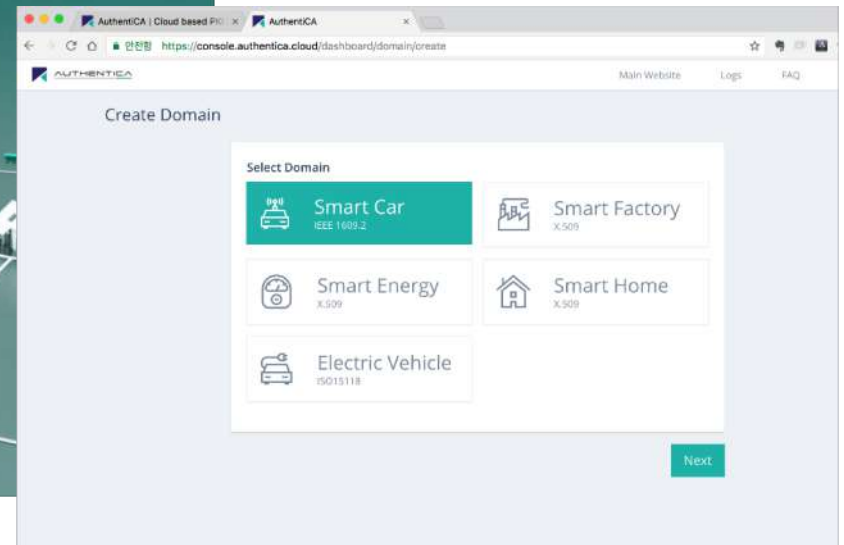 AuthentiCA | Cloud based PKI
AuthentiCA
안전함 https://console.authentica.cloud/dashboard/domain/create
AUTHENTICA
Main Website
Logs
FAQ
Create Domain
Select Domain
Smart Car
IEEE 1609.2
Smart Factory
X.509
Smart Energy
X.509
Smart Home
X.509
Electric Vehicle
ISO15118
Next